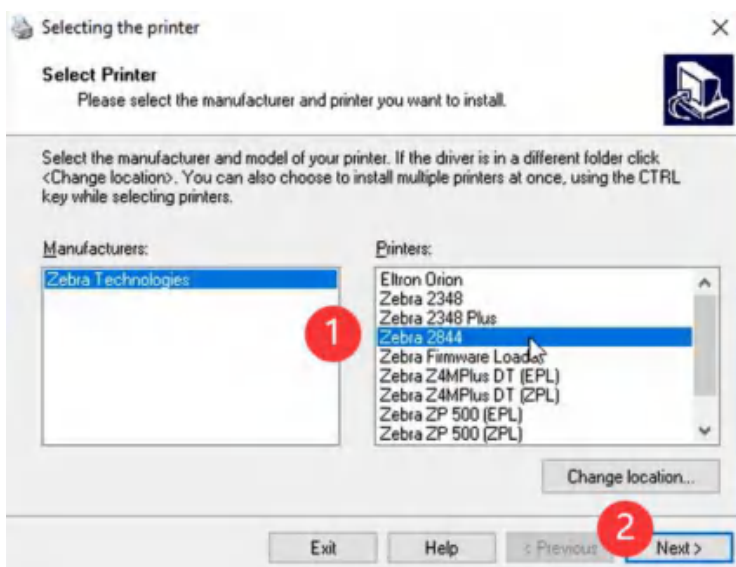 Selecting the printer
Select Printer
Please select the manufacturer and printer you want to install.
Select the manufacturer and model of your printer. If the driver is in a different folder click
<Change location>. You can also choose to install multiple printers at once, using the CTRL
key while selecting printers.
Manufacturers:
Zebra Technologies
Printers:
Eltron Orion
Zebra 2348
Zebra 2348 Plus
1
Zebra 2844
Zebra Firmware Loader
Zebra Z4MPlus DT (EPL)
Zebra Z4MPlus DT (ZPL)
Zebra ZP 500 (EPL)
Zebra ZP 500 (ZPL)
Change location...
2
Exit
Help
< Previous
Next >